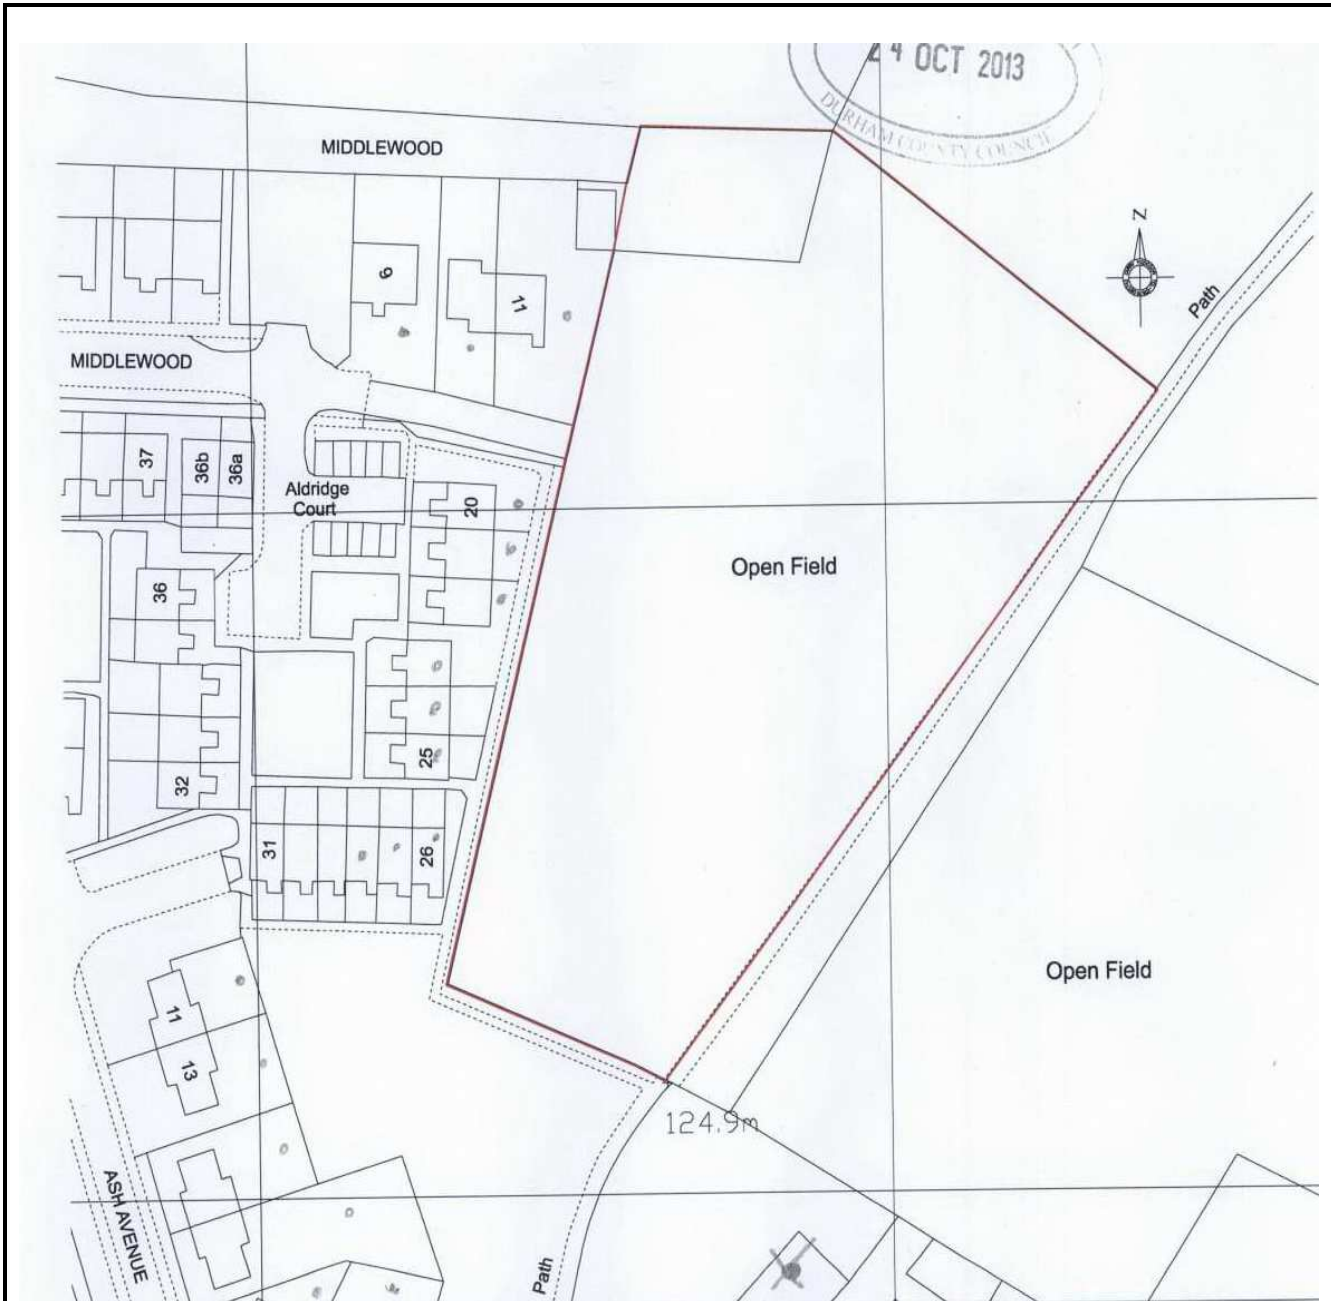 24 OCT 2013
DURHAM COUNTY COUNCIL
MIDDLEWOOD
N
Path
9
11
MIDDLEWOOD
37
36b
36a
Aldridge
Court
20
36
Open Field
25
32
31
26
Open Field
11
13
124.9m
ASH AVENUE
Path